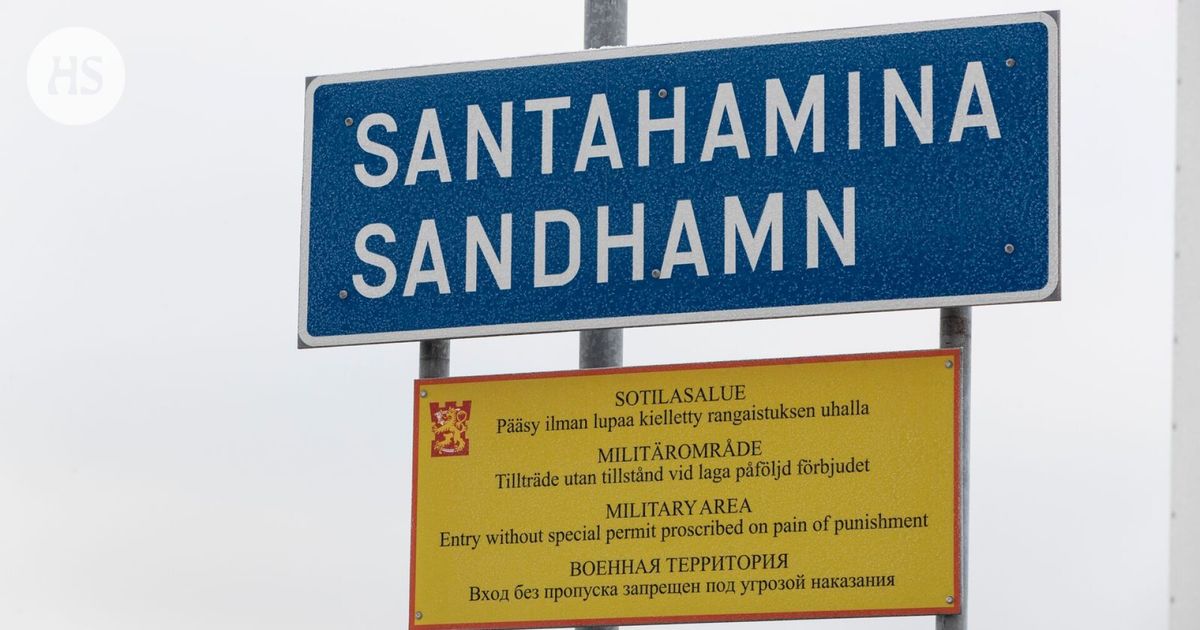 HS
SANTAHAMINA
SANDHAMN
SOTILASALUE
Pääsy ilman lupaa kielletty rangaistuksen uhalla
MILITÄROMRÅDE
Tillträde utan tillstånd vid laga påföljd förbjudet
MILITARY AREA
Entry without special permit proscribed on pain of punishment
ВОЕННАЯ ТЕРРИТОРИЯ
Вход без пропуска запрещен под угрозой наказания